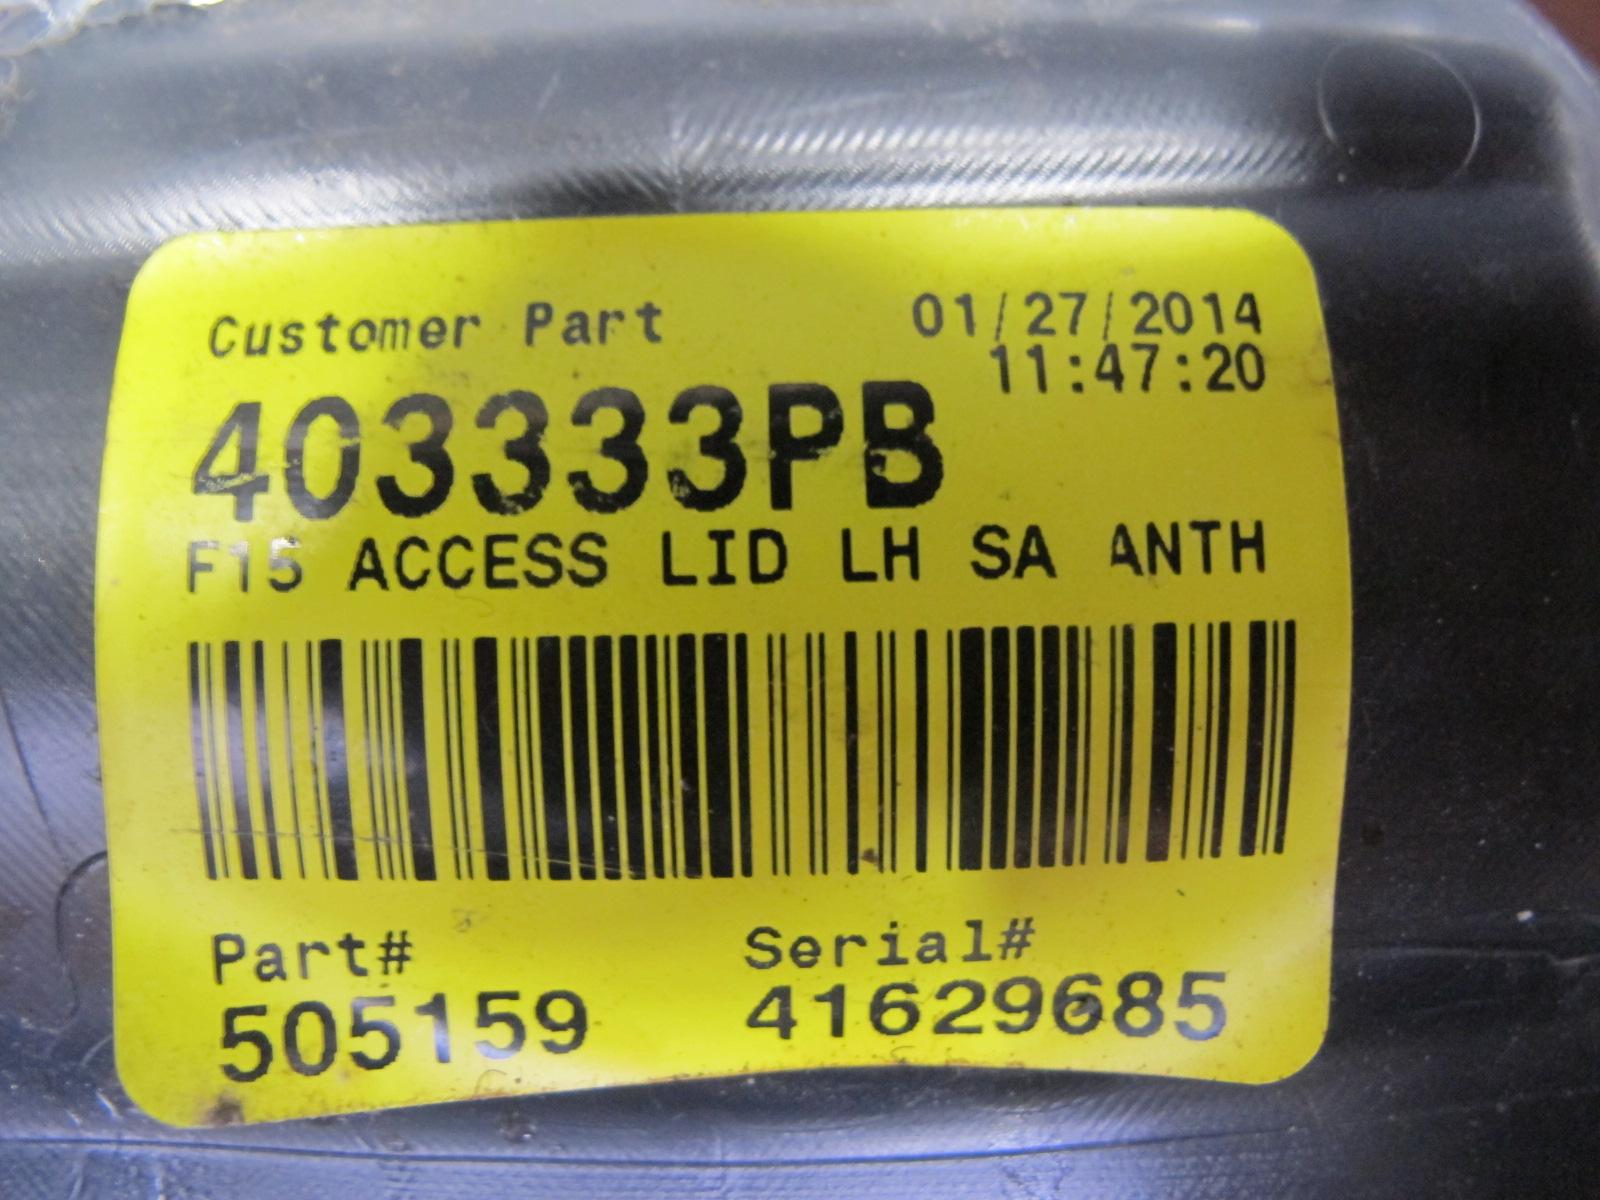 Customer Part 01/27/2014
11:47:20
403333PB
F15 ACCESS LID LH SA ANTH
Part# Serial#
505159 41629685